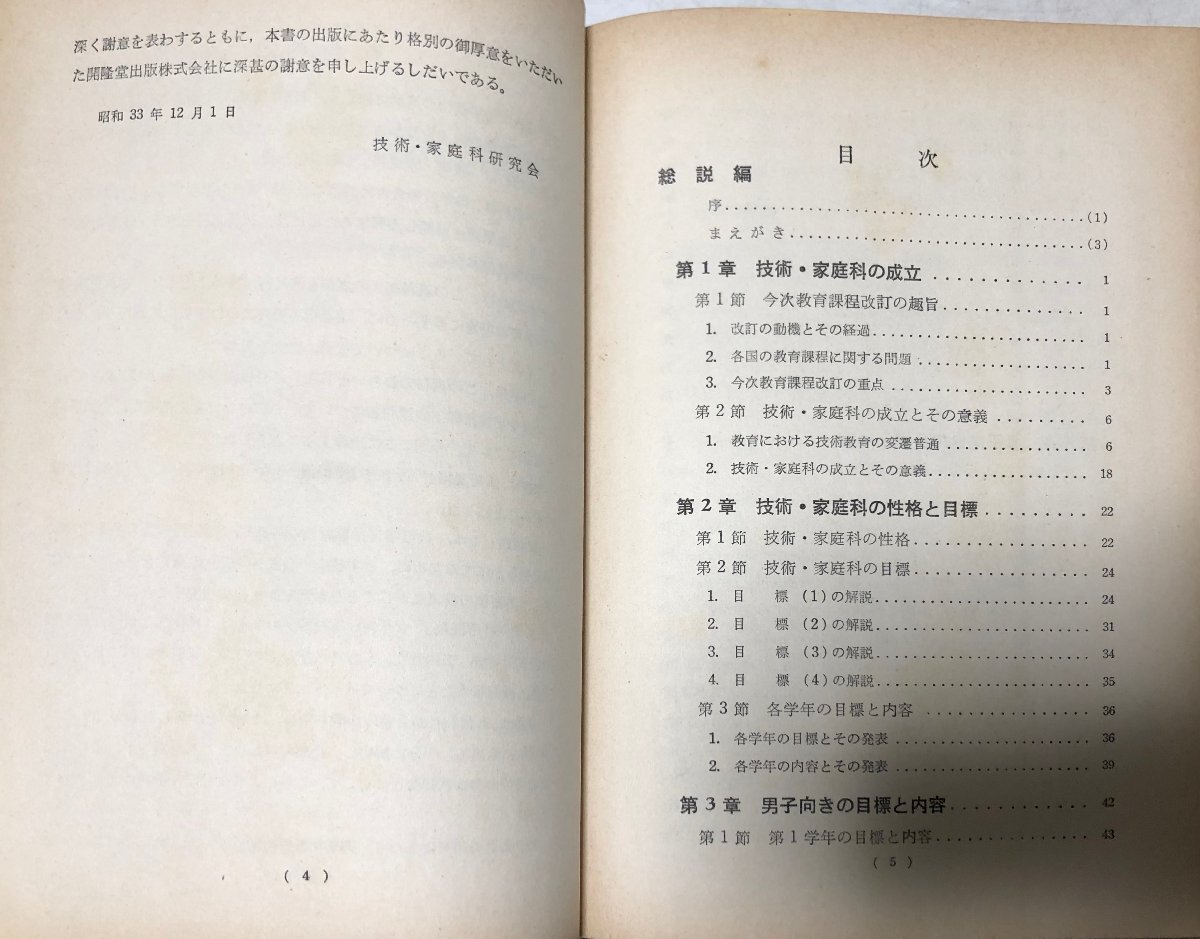 深く謝意を表わするともに，本書の出版にあたり格別の御厚意をいただい
た開隆堂出版株式会社に深甚の謝意を申し上げるしだいである。
昭和 33 年 12 月 1 日
技術・家庭科研究会
( 4 )
目 次
総説編
序........................................(1)
まえがき.................................(3)
第1章 技術・家庭科の成立............. 1
第1節 今次教育課程改訂の趣旨............... 1
1. 改訂の動機とその経過....................... 1
2. 各国の教育課程に関する問題.................. 1
3. 今次教育課程改訂の重点..................... 3
第2節 技術・家庭科の成立とその意義......... 6
1. 教育における技術教育の変遷普通............... 6
2. 技術・家庭科の成立とその意義................. 18
第2章 技術・家庭科の性格と目標......... 22
第1節 技術・家庭科の性格................. 22
第2節 技術・家庭科の目標................. 24
1. 目 標 (1)の解説....................... 24
2. 目 標 (2)の解説....................... 31
3. 目 標 (3)の解説....................... 34
4. 目 標 (4)の解説....................... 35
第3節 各学年の目標と内容................ 36
1. 各学年の目標とその発表..................... 36
2. 各学年の内容とその発表..................... 39
第3章 男子向きの目標と内容............. 42
第1節 第1学年の目標と内容............... 43
( 5 )